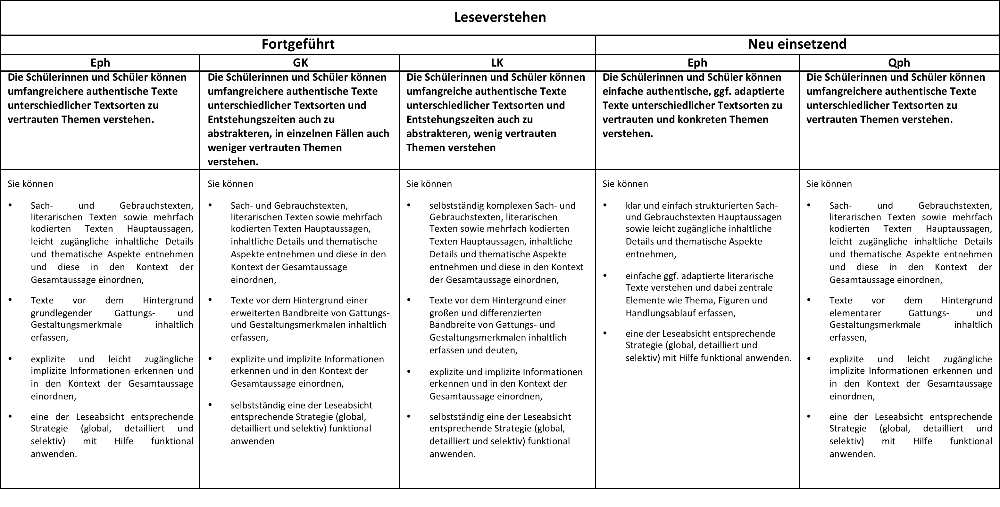 Leseverstehen
Fortgeführt
Neu einsetzend
Eph
GK
LK
Eph
Qph
Die Schülerinnen und Schüler können
umfangreichere authentische Texte
unterschiedlicher Textsorten zu
vertrauten Themen verstehen.
Die Schülerinnen und Schüler können
umfangreichere authentische Texte
unterschiedlicher Textsorten und
Entstehungszeiten auch zu
abstrakteren, in einzelnen Fällen auch
weniger vertrauten Themen
verstehen.
Die Schülerinnen und Schüler können
umfangreiche authentische Texte
unterschiedlicher Textsorten und
Entstehungszeiten auch zu
abstrakteren, wenig vertrauten
Themen verstehen
Die Schülerinnen und Schüler können
einfache authentische, ggf. adaptierte
Texte unterschiedlicher Textsorten zu
vertrauten und konkreten Themen
verstehen.
Die Schülerinnen und Schüler können
umfangreichere authentische Texte
unterschiedlicher Textsorten zu
vertrauten Themen verstehen.
Sie können
• Sach- und Gebrauchstexten,
literarischen Texten sowie mehrfach
kodierten Texten Hauptaussagen,
leicht zugängliche inhaltliche Details
und thematische Aspekte entnehmen
und diese in den Kontext der
Gesamtaussage einordnen,
• Texte vor dem Hintergrund
grundlegender Gattungs- und
Gestaltungsmerkmale inhaltlich
erfassen,
• explizite und leicht zugängliche
implizite Informationen erkennen und
in den Kontext der Gesamtaussage
einordnen,
• eine der Leseabsicht entsprechende
Strategie (global, detailliert und
selektiv) mit Hilfe funktional
anwenden.
Sie können
• Sach- und Gebrauchstexten,
literarischen Texten sowie mehrfach
kodierten Texten Hauptaussagen,
inhaltliche Details und thematische
Aspekte entnehmen und diese in den
Kontext der Gesamtaussage
einordnen,
• Texte vor dem Hintergrund einer
erweiterten Bandbreite von Gattungs-
und Gestaltungsmerkmalen inhaltlich
erfassen,
• explizite und implizite Informationen
erkennen und in den Kontext der
Gesamtaussage einordnen,
• selbstständig eine der Leseabsicht
entsprechende Strategie (global,
detailliert und selektiv) funktional
anwenden
Sie können
• selbstständig komplexen Sach- und
Gebrauchstexten, literarischen
Texten sowie mehrfach kodierten
Texten Hauptaussagen, inhaltliche
Details und thematische Aspekte
entnehmen und diese in den Kontext
der Gesamtaussage einordnen,
• Texte vor dem Hintergrund einer
großen und differenzierten
Bandbreite von Gattungs- und
Gestaltungsmerkmalen inhaltlich
erfassen und deuten,
• explizite und implizite Informationen
erkennen und in den Kontext der
Gesamtaussage einordnen,
• selbstständig eine der Leseabsicht
entsprechende Strategie (global,
detailliert und selektiv) funktional
anwenden.
Sie können
• klar und einfach strukturierten Sach-
und Gebrauchstexten Hauptaussagen
sowie leicht zugängliche inhaltliche
Details und thematische Aspekte
entnehmen,
• einfache ggf. adaptierte literarische
Texte verstehen und dabei zentrale
Elemente wie Thema, Figuren und
Handlungsablauf erfassen,
• eine der Leseabsicht entsprechende
Strategie (global, detailliert und
selektiv) mit Hilfe funktional anwenden.
Sie können
• Sach- und Gebrauchstexten,
literarischen Texten sowie mehrfach
kodierten Texten Hauptaussagen,
leicht zugängliche inhaltliche Details
und thematische Aspekte entnehmen
und diese in den Kontext der
Gesamtaussage einordnen,
• Texte vor dem Hintergrund
elementarer Gattungs- und
Gestaltungsmerkmale inhaltlich
erfassen,
• explizite und leicht zugängliche
implizite Informationen erkennen und
in den Kontext der Gesamtaussage
einordnen,
• eine der Leseabsicht entsprechende
Strategie (global, detailliert und
selektiv) mit Hilfe funktional
anwenden.